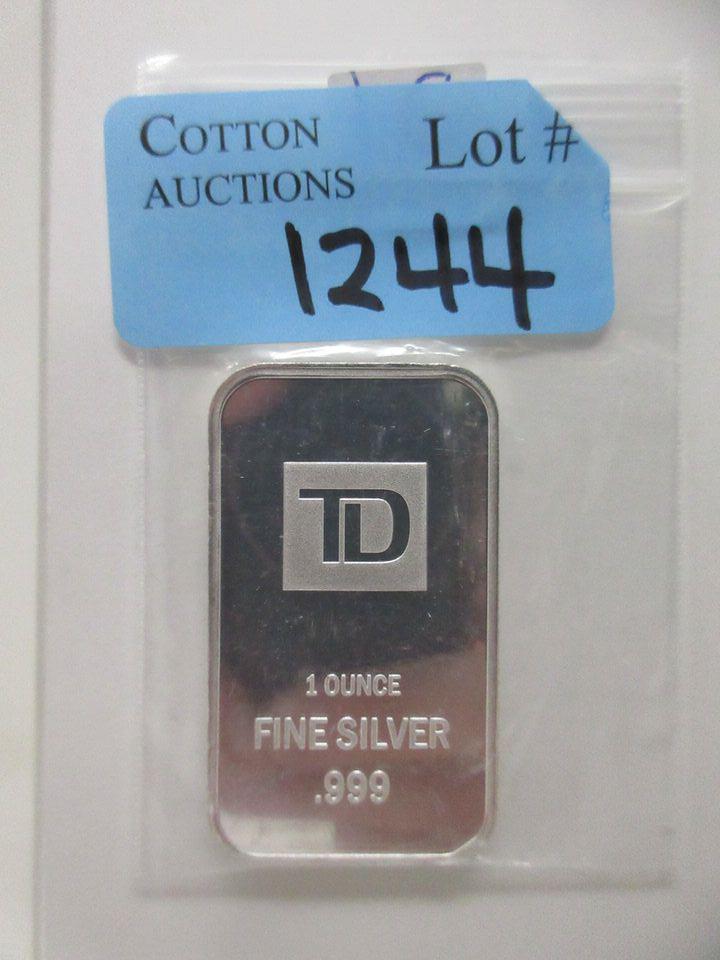 COTTON
AUCTIONS
Lot #
1244
TD
1 OUNCE
FINE SILVER
.999